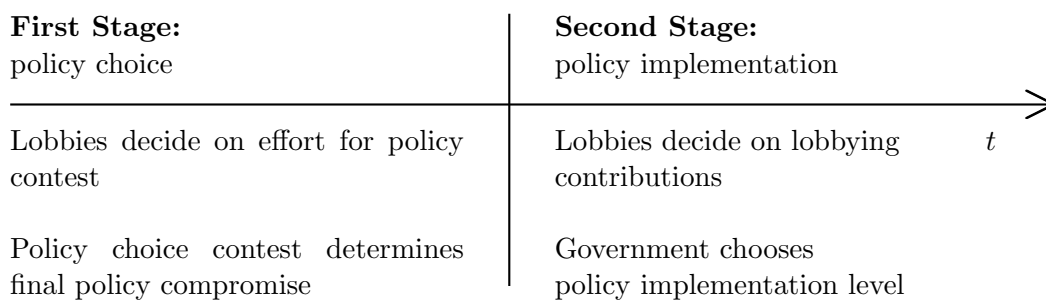 First Stage:
policy choice
Second Stage:
policy implementation
Lobbies decide on effort for policy
contest
Policy choice contest determines
final policy compromise
Lobbies decide on lobbying
contributions
Government chooses
policy implementation level
t